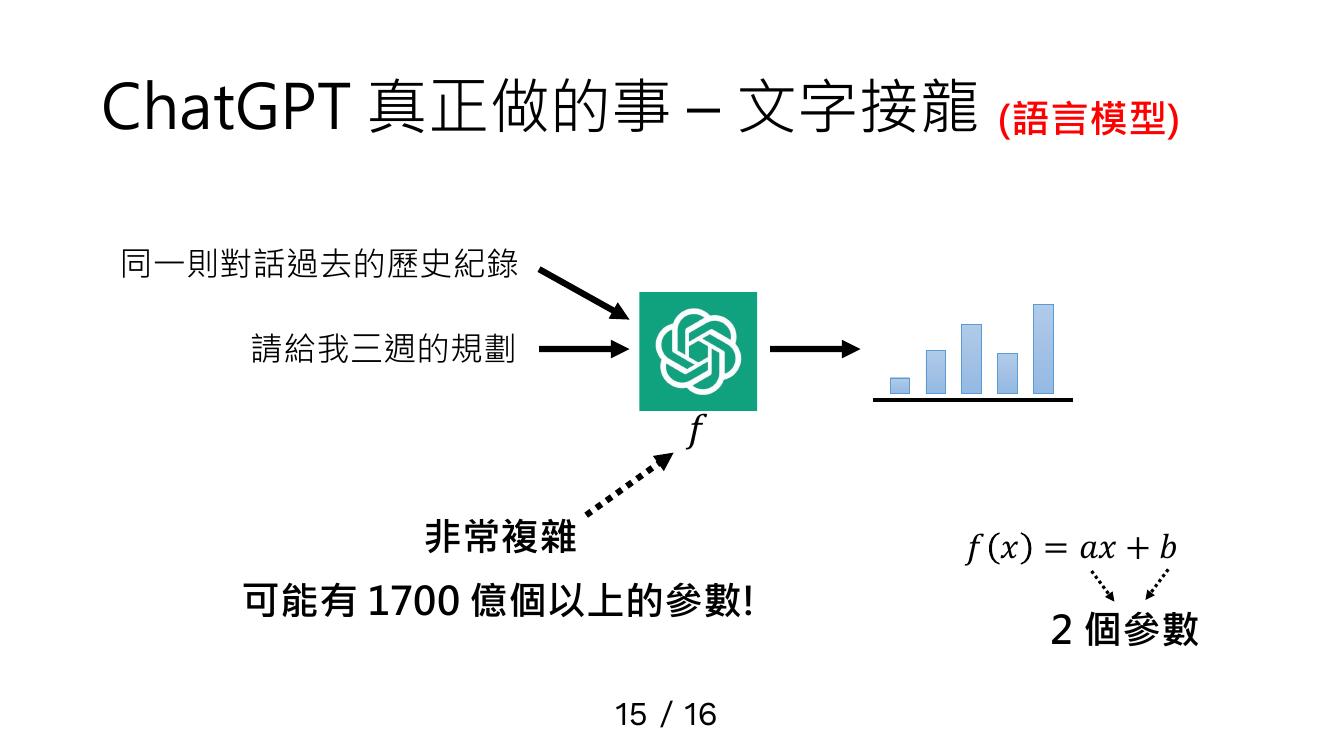 ChatGPT 真正做的事 – 文字接龍 (語言模型)
同一則對話過去的歷史紀錄
請給我三週的規劃
f
非常複雜
可能有 1700 億個以上的參數!
f(x) = ax + b
2 個參數
15 / 16